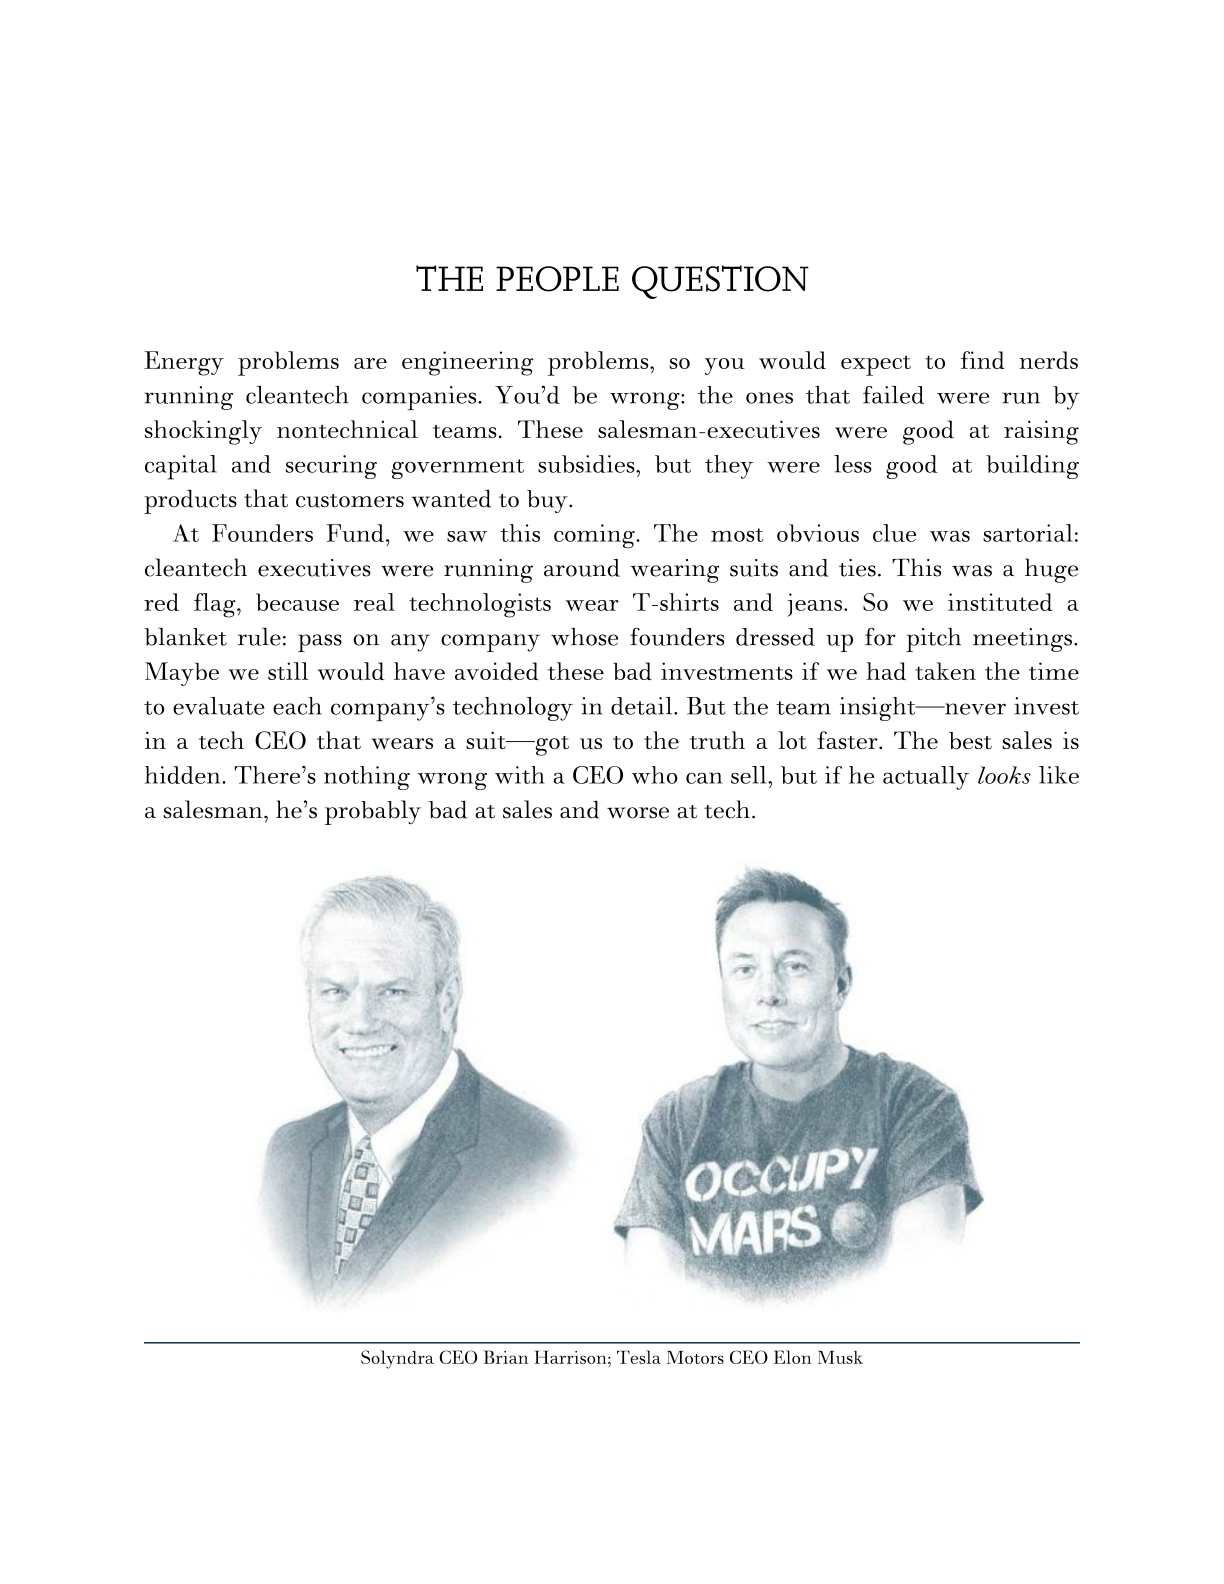 THE PEOPLE QUESTION
Energy problems are engineering problems, so you would expect to find nerds
running cleantech companies. You’d be wrong: the ones that failed were run by
shockingly nontechnical teams. These salesman-executives were good at raising
capital and securing government subsidies, but they were less good at building
products that customers wanted to buy.
At Founders Fund, we saw this coming. The most obvious clue was sartorial:
cleantech executives were running around wearing suits and ties. This was a huge
red flag, because real technologists wear T-shirts and jeans. So we instituted a
blanket rule: pass on any company whose founders dressed up for pitch meetings.
Maybe we still would have avoided these bad investments if we had taken the time
to evaluate each company’s technology in detail. But the team insight—never invest
in a tech CEO that wears a suit—got us to the truth a lot faster. The best sales is
hidden. There’s nothing wrong with a CEO who can sell, but if he actually looks like
a salesman, he’s probably bad at sales and worse at tech.
OCCUPY
MARS
Solyndra CEO Brian Harrison; Tesla Motors CEO Elon Musk